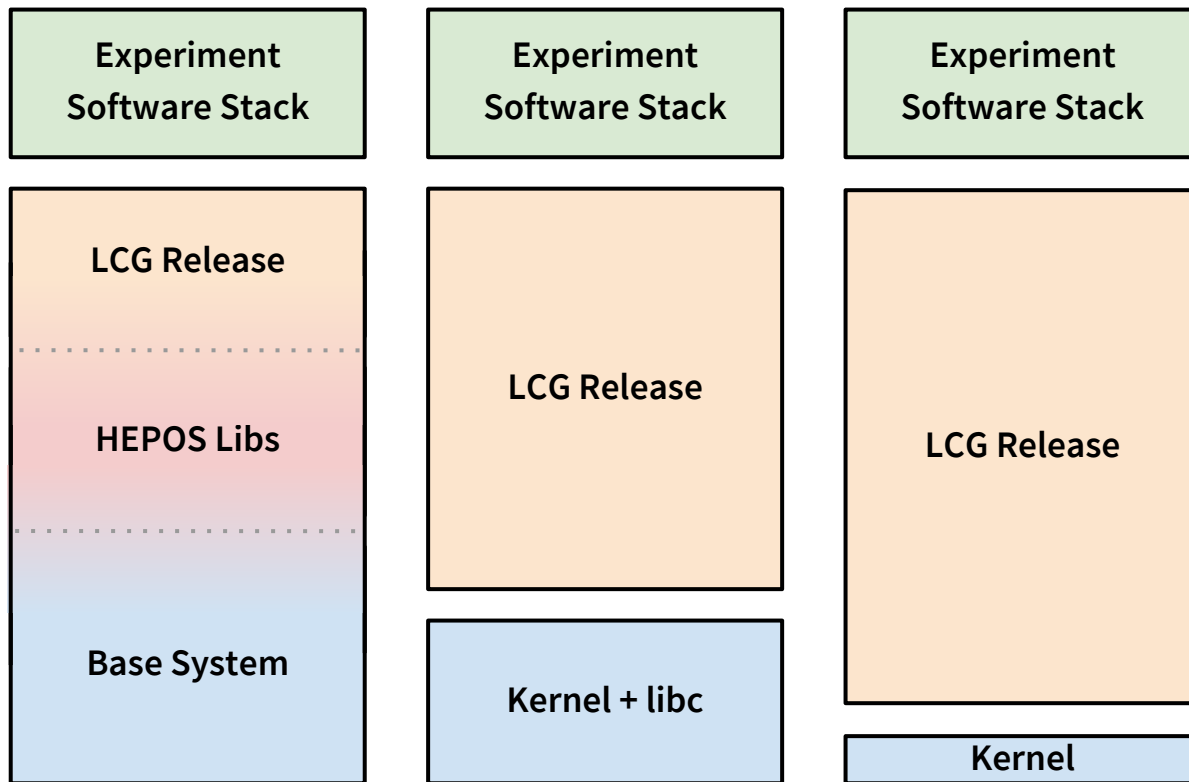 Experiment
Software Stack
LCG Release
HEPOS Libs
Base System
Experiment
Software Stack
LCG Release
Kernel + libc
Experiment
Software Stack
LCG Release
Kernel